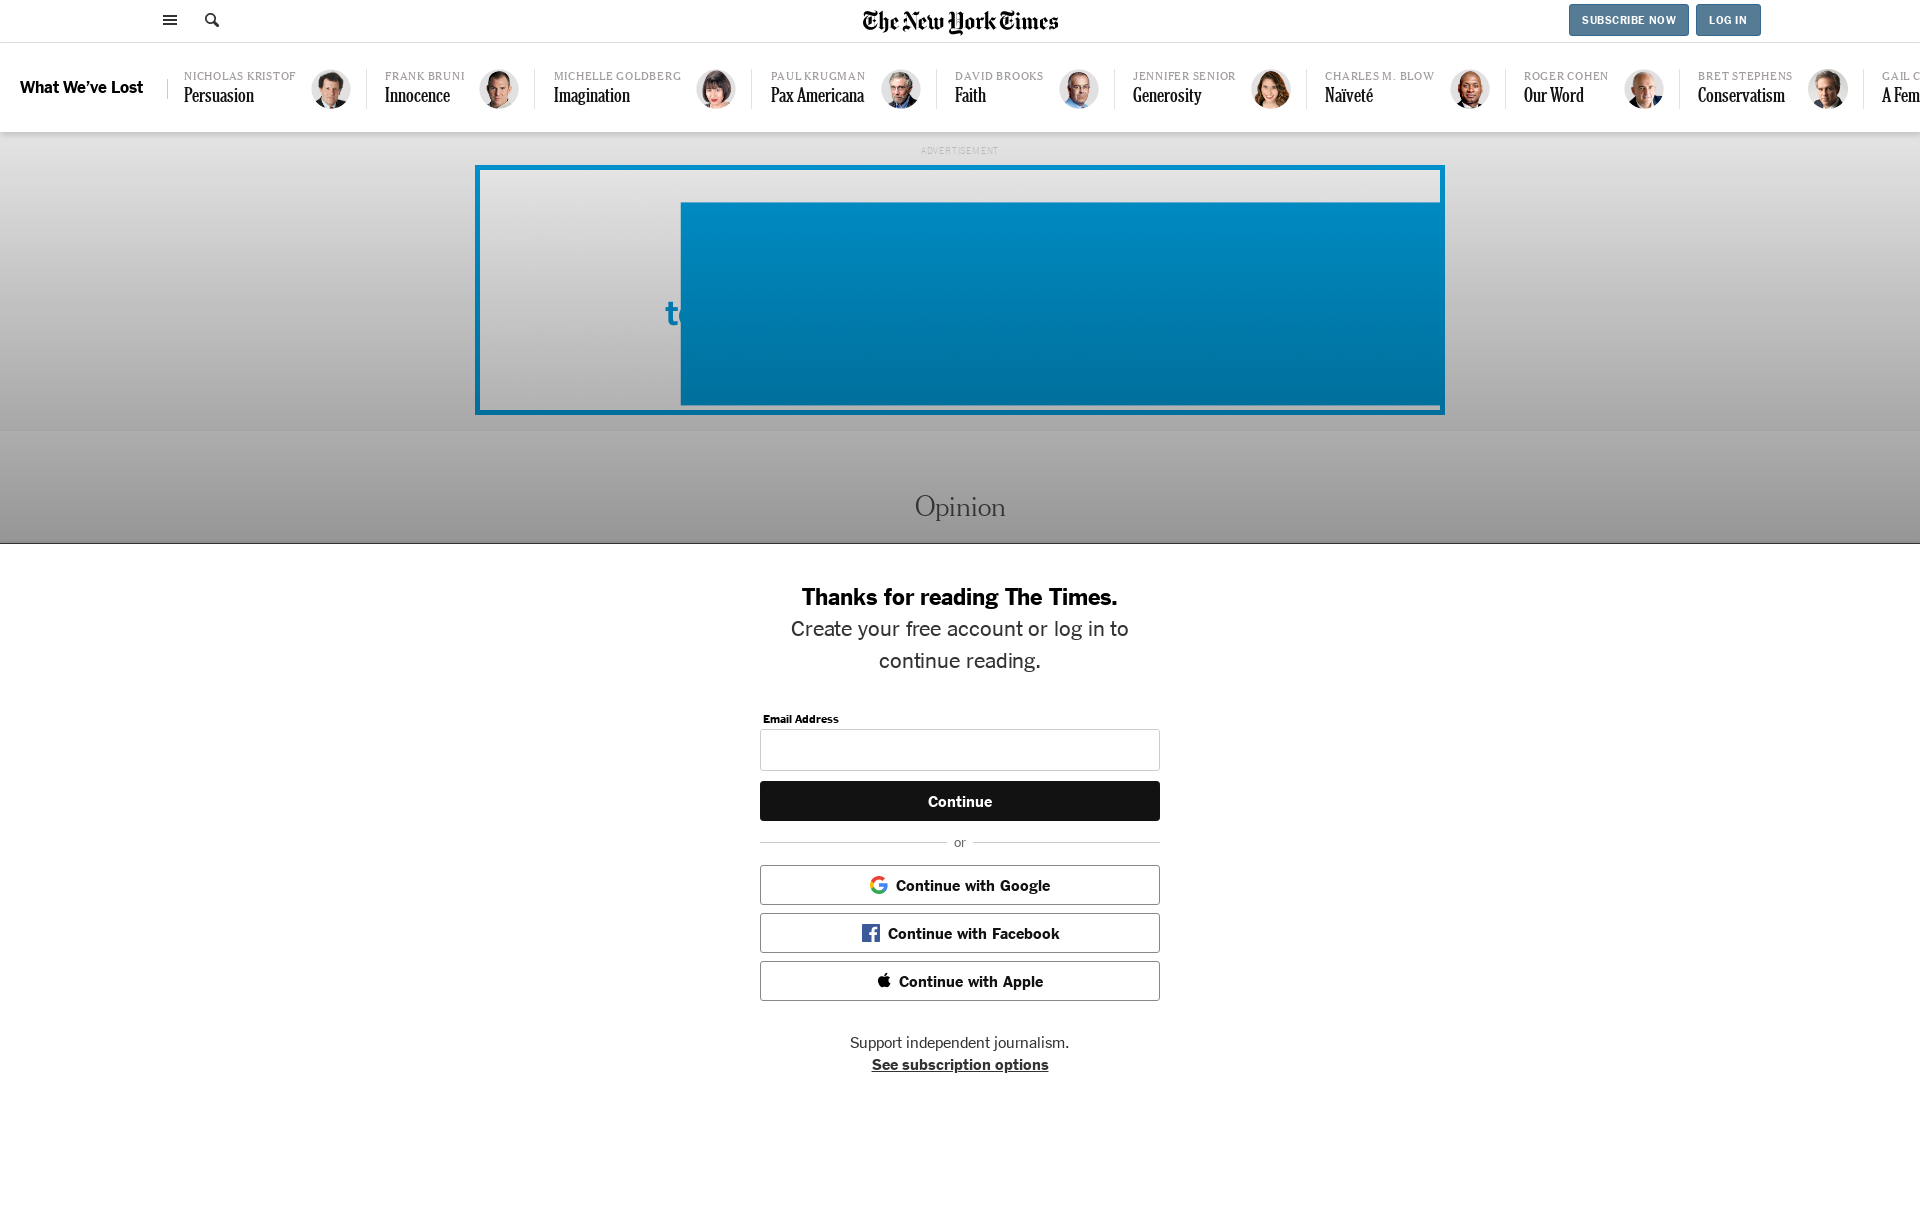 The New York Times
SUBSCRIBE NOW
LOG IN
What We've Lost
NICHOLAS KRISTOF
Persuasion
FRANK BRUNI
Innocence
MICHELLE GOLDBERG
Imagination
PAUL KRUGMAN
Pax Americana
DAVID BROOKS
Faith
JENNIFER SENIOR
Generosity
CHARLES M. BLOW
Naïveté
ROGER COHEN
Our Word
BRET STEPHENS
Conservatism
GAIL C
A Fem
ADVERTISEMENT
Opinion
Thanks for reading The Times.
Create your free account or log in to
continue reading.
Email Address
Continue
or
Continue with Google
Continue with Facebook
Continue with Apple
Support independent journalism.
See subscription options